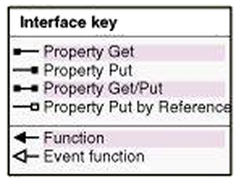 Interface key
Property Get
Property Put
Property Get/Put
Property Put by Reference
Function
Event function